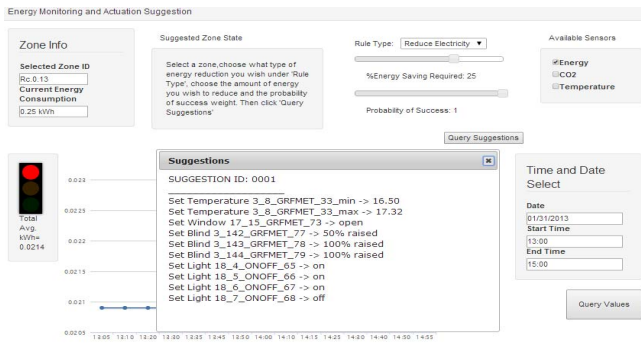 Energy Monitoring and Actuation Suggestion
Zone Info
Selected Zone ID
Rc.0.13
Current Energy
Consumption
0.25 kWh
Suggested Zone State
Select a zone,choose what type of
energy reduction you wish under 'Rule
Type', choose the amount of energy
you wish to reduce and the probability
of success weight. Then click 'Query
Suggestions'
Rule Type: Reduce Electricity
%Energy Saving Required: 25
Probability of Success: 1
Available Sensors
Energy
CO2
Temperature
Query Suggestions
Total
Avg.
kWh=
0.0214
0.023
0.0225
0.022
0.0215
0.021
0.0205
13:05 13:10 13:20 13:30 13:35 13:45 13:50 14:00 14:10 14:15 14:25 14:30 14:40 14:50 14:55
Suggestions
SUGGESTION ID: 0001
Set Temperature 3_8_GRFMET_33_min -> 16.50
Set Temperature 3_8_GRFMET_33_max -> 17.32
Set Window 17_15_GRFMET_73 -> open
Set Blind 3_142_GRFMET_77 -> 50% raised
Set Blind 3_143_GRFMET_78 -> 100% raised
Set Blind 3_144_GRFMET_79 -> 100% raised
Set Light 18_4_ONOFF_65 -> on
Set Light 18_5_ONOFF_66 -> on
Set Light 18_6_ONOFF_67 -> on
Set Light 18_7_ONOFF_68 -> off
Time and Date
Select
Date
01/31/2013
Start Time
13:00
End Time
15:00
Query Values